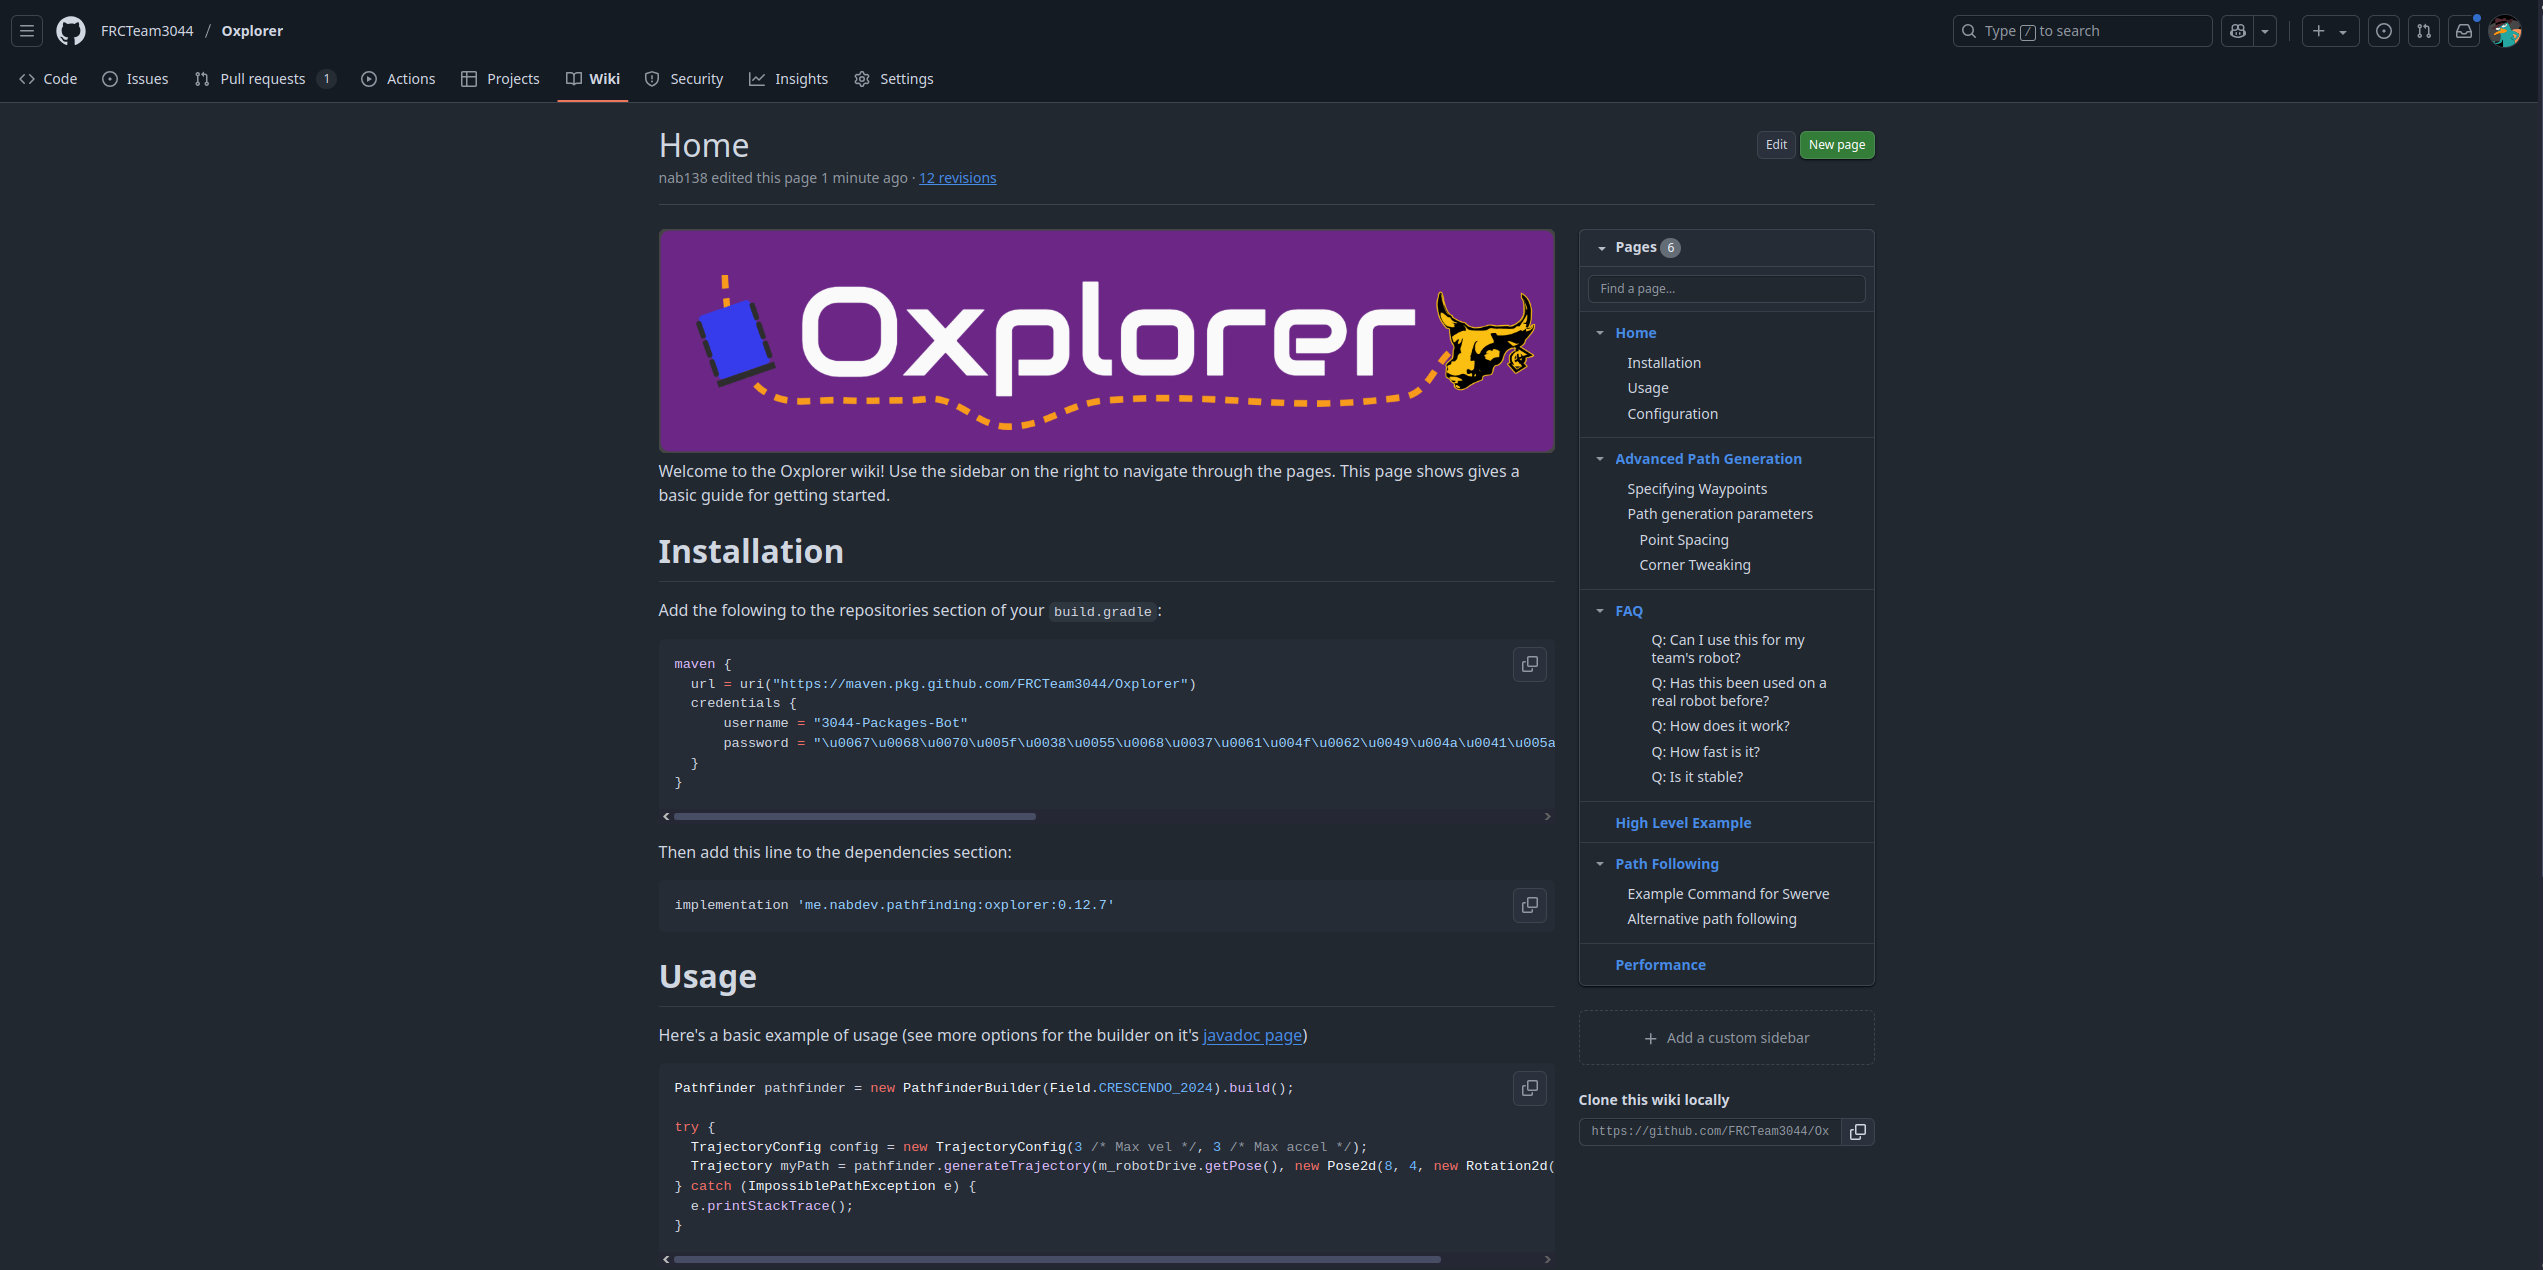 FRCTeam3044 / Oxplorer
Type / to search
Code
Issues
Pull requests 1
Actions
Projects
Wiki
Security
Insights
Settings
Home
Edit
New page
nab138 edited this page 1 minute ago · 12 revisions
Oxplorer
Welcome to the Oxplorer wiki! Use the sidebar on the right to navigate through the pages. This page shows gives a
basic guide for getting started.
Installation
Add the folowing to the repositories section of your build.gradle:
maven {
  url = uri("https://maven.pkg.github.com/FRCTeam3044/Oxplorer")
  credentials {
      username = "3044-Packages-Bot"
      password = "\u0067\u0068\u0070\u005f\u0038\u0055\u0068\u0037\u0061\u004f\u0062\u0049\u004a\u0041\u005a
  }
}
Then add this line to the dependencies section:
implementation 'me.nabdev.pathfinding:oxplorer:0.12.7'
Usage
Here's a basic example of usage (see more options for the builder on it's javadoc page)
Pathfinder pathfinder = new PathfinderBuilder(Field.CRESCENDO_2024).build();
try {
  TrajectoryConfig config = new TrajectoryConfig(3 /* Max vel */, 3 /* Max accel */);
  Trajectory myPath = pathfinder.generateTrajectory(m_robotDrive.getPose(), new Pose2d(8, 4, new Rotation2d(
} catch (ImpossiblePathException e) {
  e.printStackTrace();
}
Pages 6
Find a page...
Home
Installation
Usage
Configuration
Advanced Path Generation
Specifying Waypoints
Path generation parameters
Point Spacing
Corner Tweaking
FAQ
Q: Can I use this for my
team's robot?
Q: Has this been used on a
real robot before?
Q: How does it work?
Q: How fast is it?
Q: Is it stable?
High Level Example
Path Following
Example Command for Swerve
Alternative path following
Performance
Add a custom sidebar
Clone this wiki locally
https://github.com/FRCTeam3044/Ox